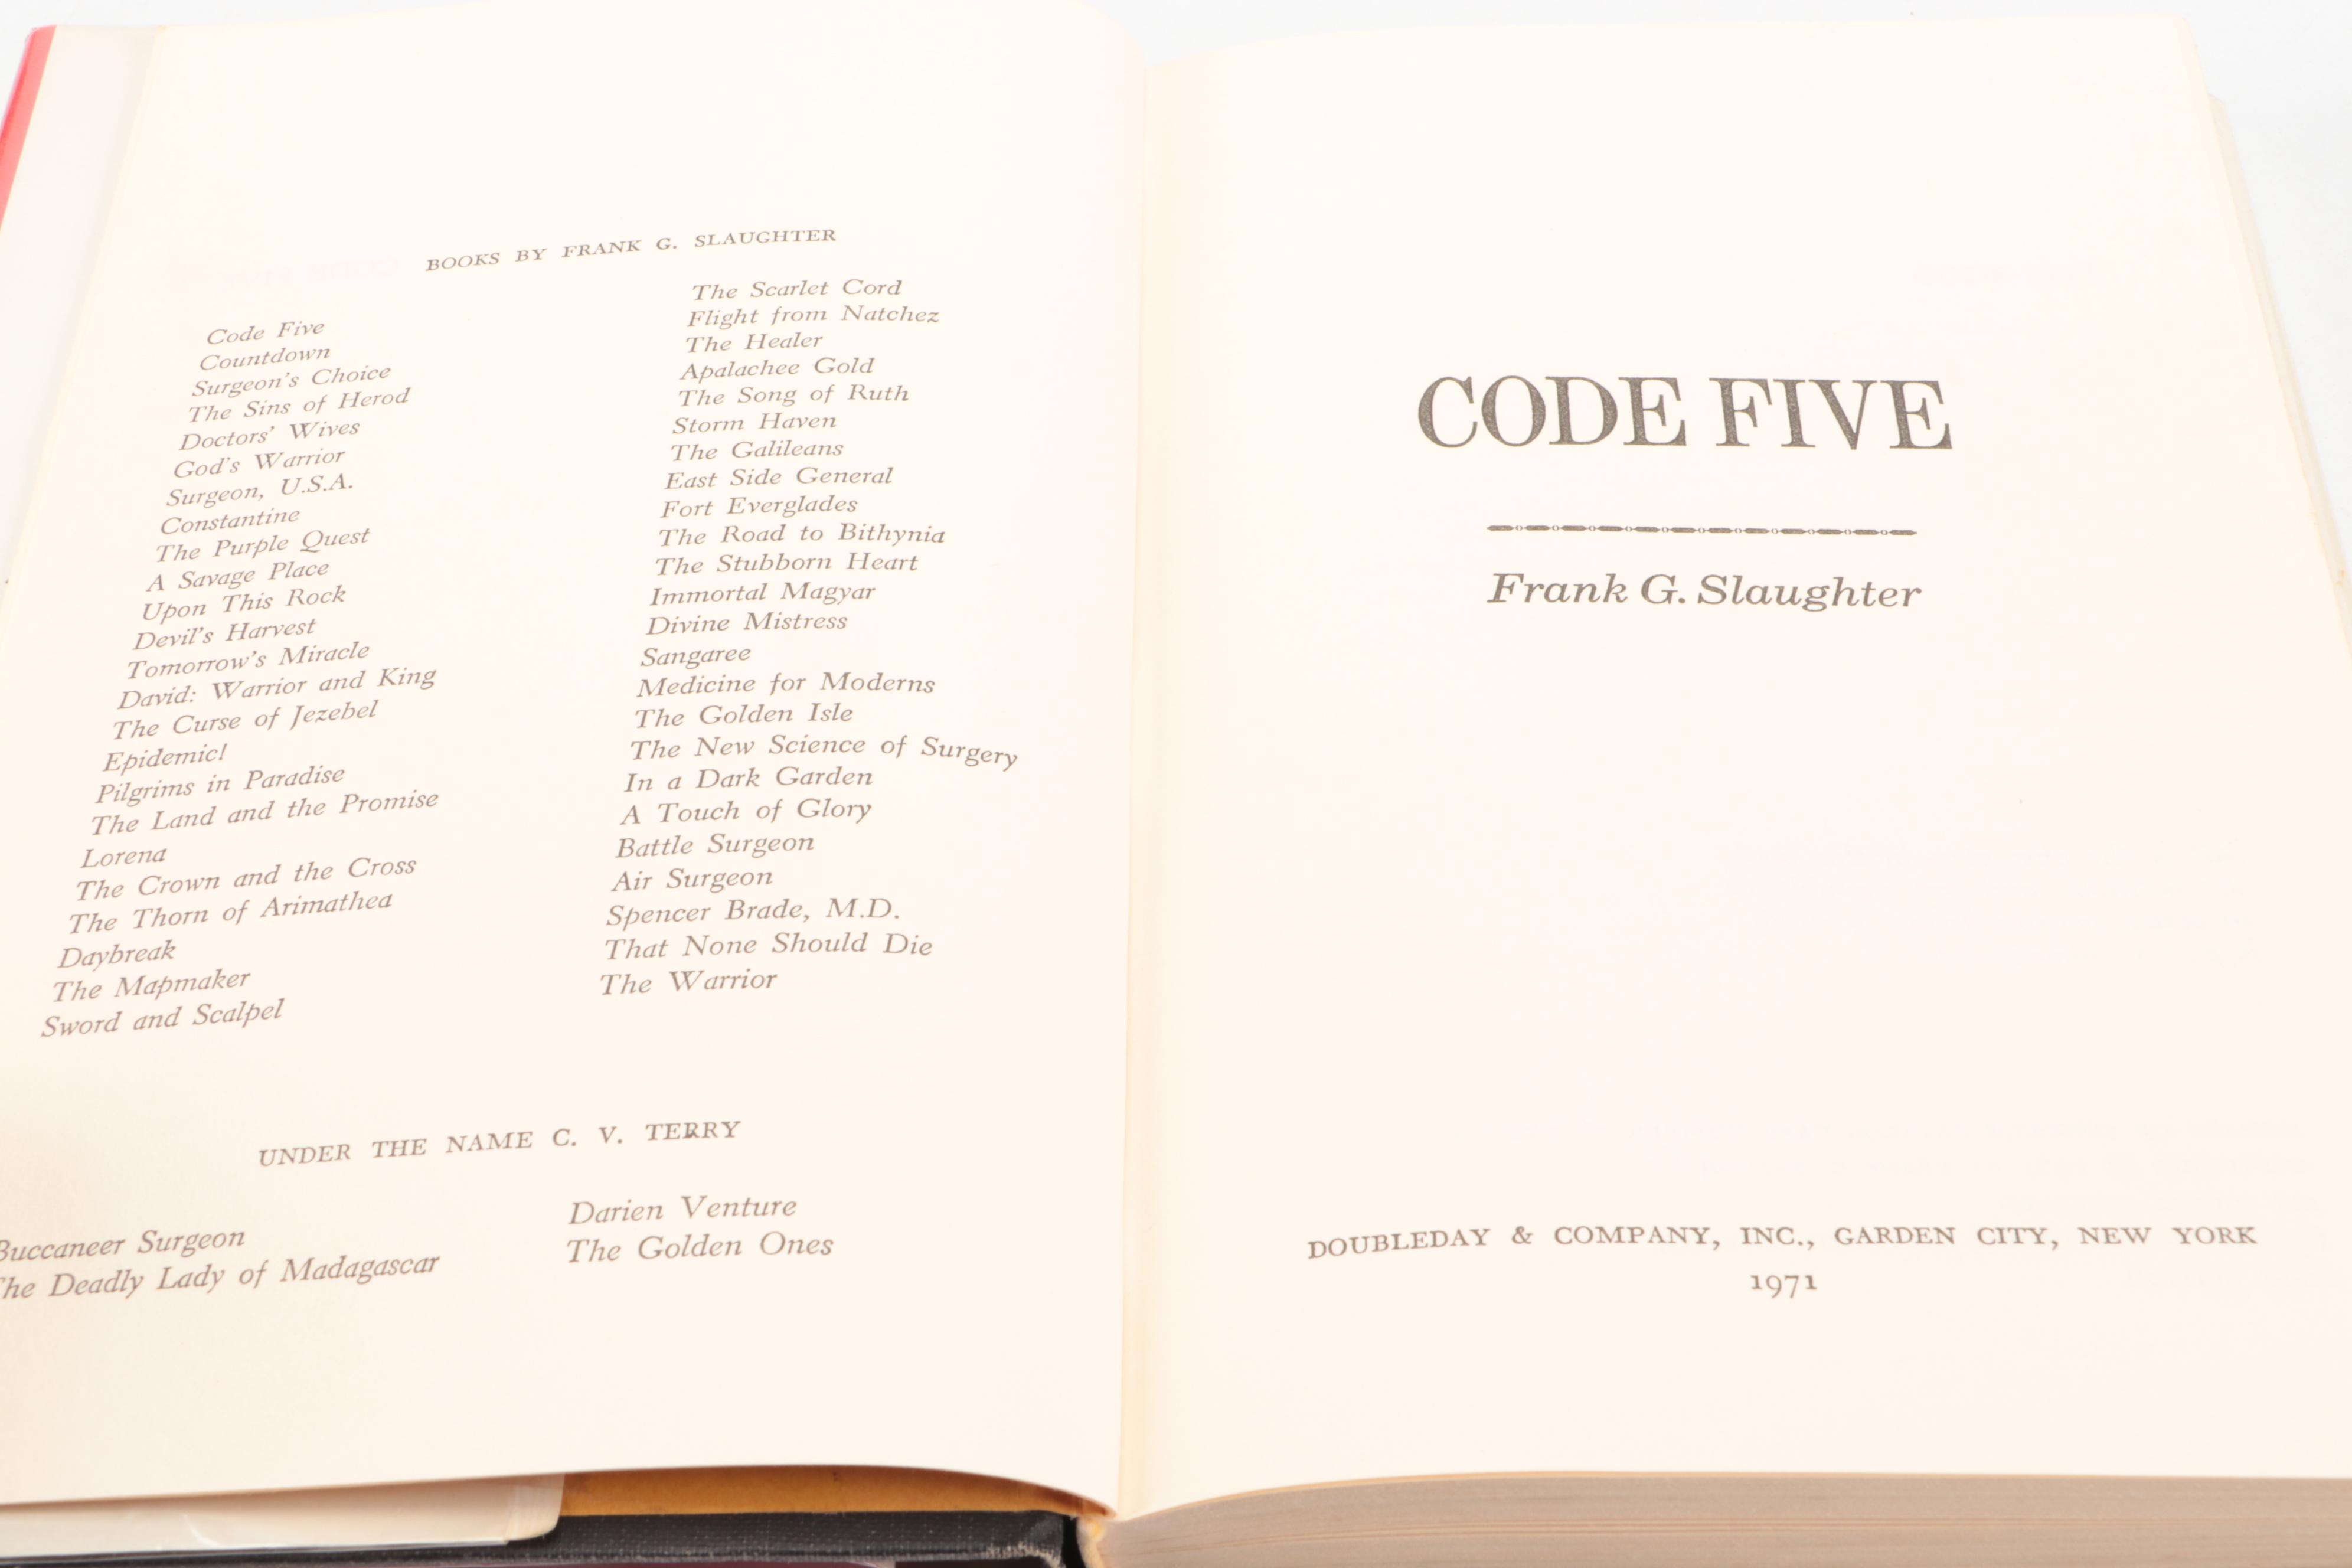 BOOKS BY FRANK G. SLAUGHTER
Code Five
Countdown
Surgeon's Choice
The Sins of Herod
Doctors' Wives
God's Warrior
Surgeon, U.S.A.
Constantine
The Purple Quest
A Savage Place
Upon This Rock
Devil's Harvest
Tomorrow's Miracle
David: Warrior and King
The Curse of Jezebel
Epidemic!
Pilgrims in Paradise
The Land and the Promise
Lorena
The Crown and the Cross
The Thorn of Arimathea
Daybreak
The Mapmaker
Sword and Scalpel
The Scarlet Cord
Flight from Natchez
The Healer
Apalachee Gold
The Song of Ruth
Storm Haven
The Galileans
East Side General
Fort Everglades
The Road to Bithynia
The Stubborn Heart
Immortal Magyar
Divine Mistress
Sangaree
Medicine for Moderns
The Golden Isle
The New Science of Surgery
In a Dark Garden
A Touch of Glory
Battle Surgeon
Air Surgeon
Spencer Brade, M.D.
That None Should Die
The Warrior
UNDER THE NAME C. V. TERRY
Buccaneer Surgeon
The Deadly Lady of Madagascar
Darien Venture
The Golden Ones
CODE FIVE
Frank G. Slaughter
DOUBLEDAY & COMPANY, INC., GARDEN CITY, NEW YORK
1971